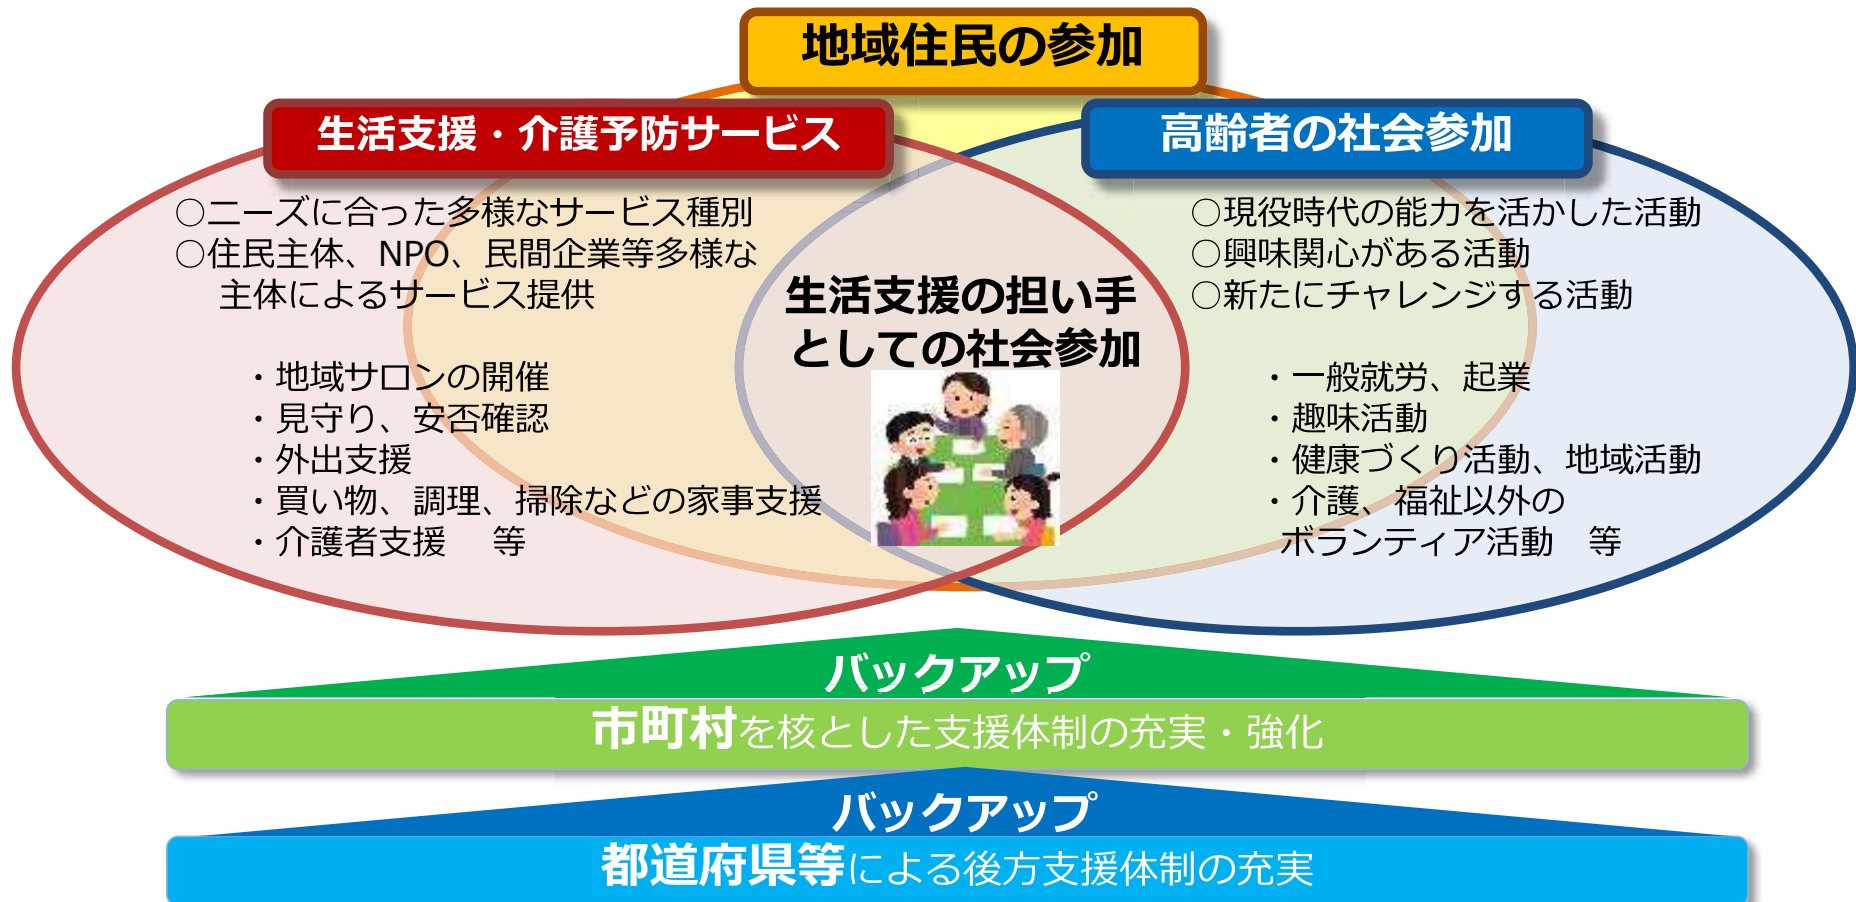 地域住民の参加
生活支援・介護予防サービス
○ニーズに合った多様なサービス種別
○住民主体、NPO、民間企業等多様な
主体によるサービス提供
・地域サロンの開催
・見守り、安否確認
・外出支援
・買い物、調理、掃除などの家事支援
・介護者支援　等
生活支援の担い手
としての社会参加
高齢者の社会参加
○現役時代の能力を活かした活動
○興味関心がある活動
○新たにチャレンジする活動
・一般就労、起業
・趣味活動
・健康づくり活動、地域活動
・介護、福祉以外の
ボランティア活動　等
バックアップ
市町村を核とした支援体制の充実・強化
バックアップ
都道府県等による後方支援体制の充実